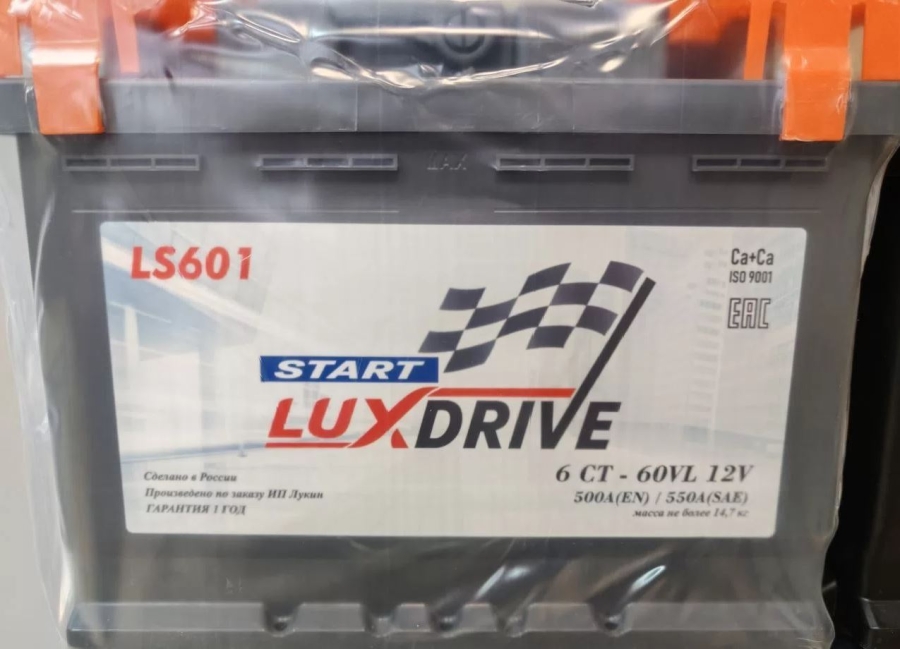 MAX
LS601
Ca+Ca
ISO 9001
EAC
START
LUXDRIVE
6 СТ - 60VL 12V
500A(EN) / 550A(SAE)
масса не более 14,7 кг
Сделано в России
Произведено по заказу ИП Лукин
ГАРАНТИЯ 1 ГОД